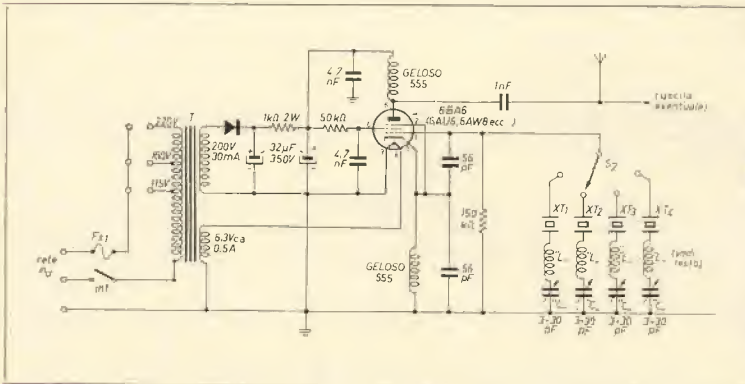 220V
160V
115V
T
Fs1
rete
int
200V
30mA
6.3Vca
0.5A
1kΩ 2W
32µF
350V
50kΩ
4,7
nF
4,7
nF
GELOSO
555
6BA6
(6AU6, 6AW8 ecc.)
1nF
uscita
eventuale
56
pF
56
pF
150
kΩ
GELOSO
555
S2
XT1
XT2
XT3
XT4
L
L
L
L
(vedi
testo)
C
C
C
C
3÷30
pF
3÷30
pF
3÷30
pF
3÷30
pF